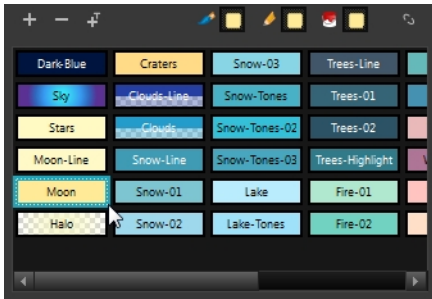 Dark-Blue Craters Snow-03 Trees-Line
Sky Clouds-Line Snow-Tones Trees-01
Stars Clouds Snow-Tones-02 Trees-02
Moon-Line Snow-Line Snow-Tones-03 Trees-Highlight
Moon Snow-01 Lake Fire-01
Halo Snow-02 Lake-Tones Fire-02